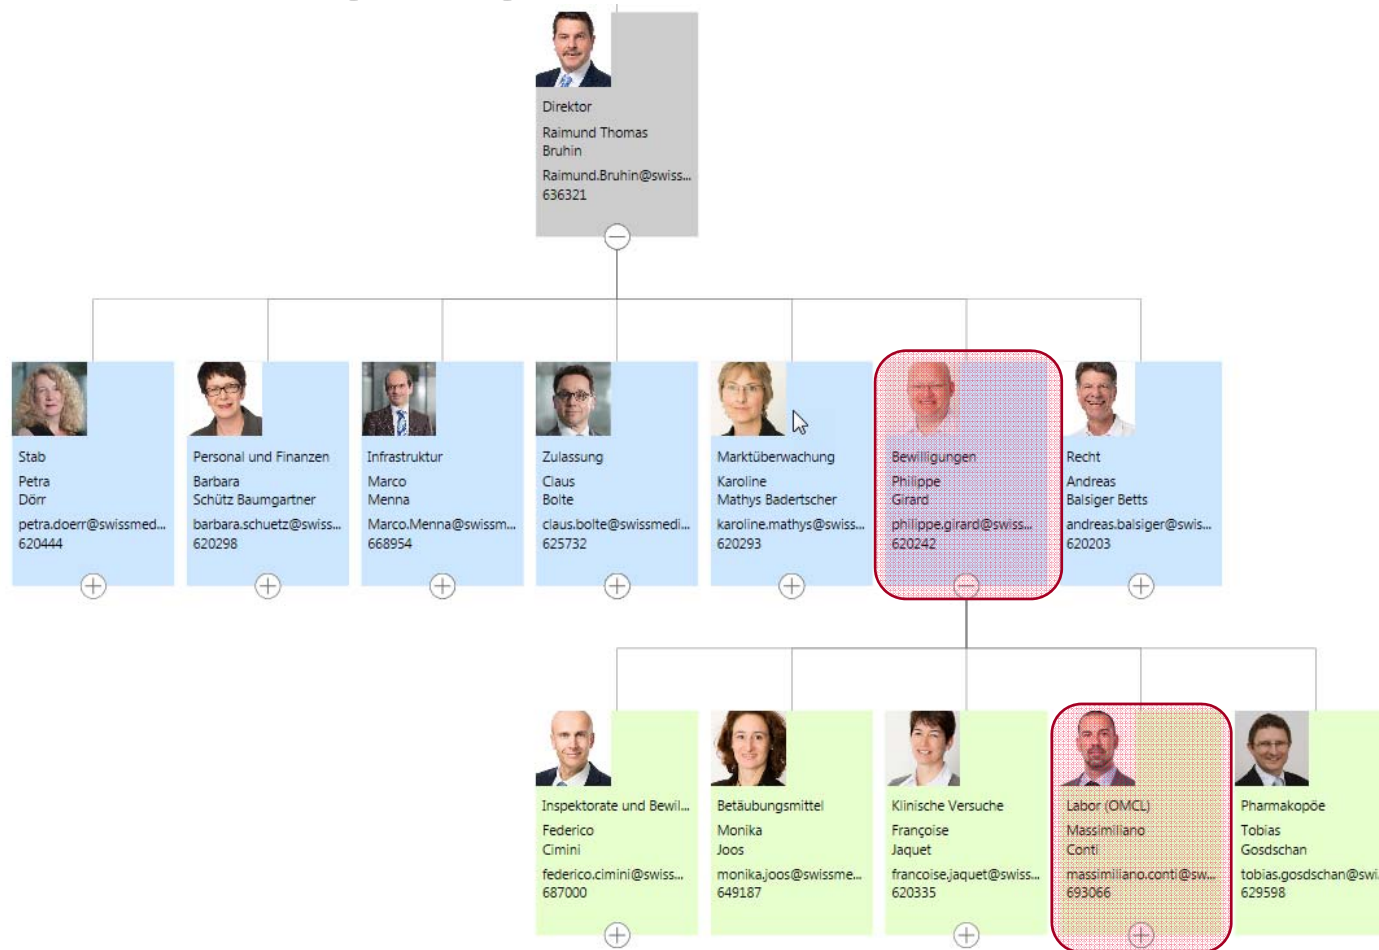 Direktor
Raimund Thomas
Bruhin
Raimund.Bruhin@swiss...
636321
Stab
Petra
Dörr
petra.doerr@swissmed...
620444
Personal und Finanzen
Barbara
Schütz Baumgartner
barbara.schuetz@swiss...
620298
Infrastruktur
Marco
Menna
Marco.Menna@swissm...
668954
Zulassung
Claus
Bolte
claus.bolte@swissmedi...
625732
Marktüberwachung
Karoline
Mathys Badertscher
karoline.mathys@swiss...
620293
Bewilligungen
Philippe
Girard
philippe.girard@swiss...
620242
Recht
Andreas
Balsiger Betts
andreas.balsiger@swis...
620203
Inspektorate und Bewil...
Federico
Cimini
federico.cimini@swiss...
687000
Betäubungsmittel
Monika
Joos
monika.joos@swissme...
649187
Klinische Versuche
Françoise
Jaquet
francoise.jaquet@swiss...
620335
Labor (OMCL)
Massimiliano
Conti
massimiliano.conti@sw...
693066
Pharmakopöe
Tobias
Gosdschan
tobias.gosdschan@swi
629598